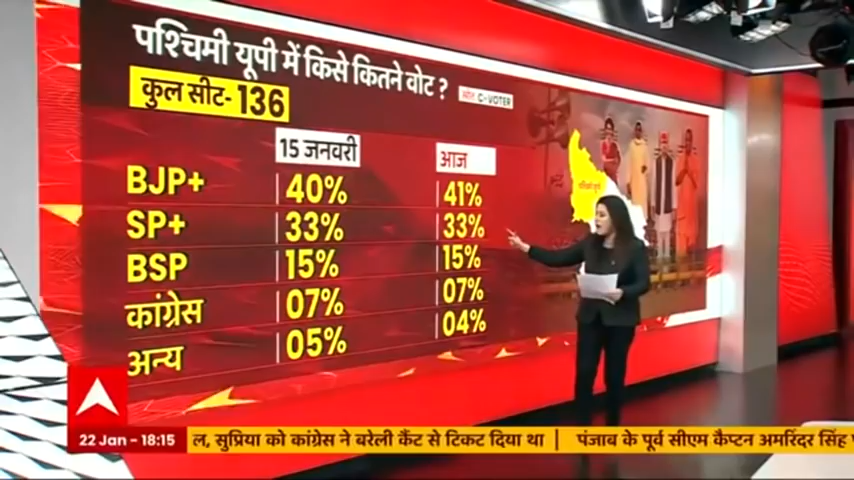 पश्चिमी यूपी में किसे कितने वोट ?
कुल सीट- 136
C-VOTER
15 जनवरी
आज
BJP+ 40% 41%
SP+ 33% 33%
BSP 15% 15%
कांग्रेस 07% 07%
अन्य 05% 04%
पश्चिमी यूपी
22 Jan - 18:15
ल, सुप्रिया को कांग्रेस ने बरेली कैंट से टिकट दिया था | पंजाब के पूर्व सीएम कैप्टन अमरिंदर सिंह